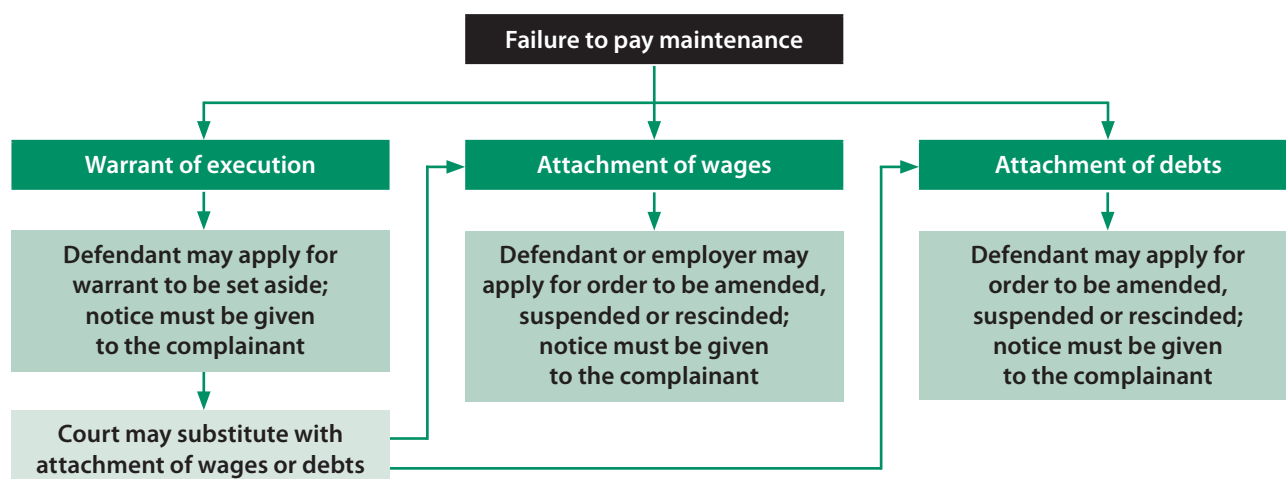 Failure to pay maintenance
Warrant of execution
Attachment of wages
Attachment of debts
Defendant may apply for
warrant to be set aside;
notice must be given
to the complainant
Defendant or employer may
apply for order to be amended,
suspended or rescinded;
notice must be given
to the complainant
Defendant may apply for
order to be amended,
suspended or rescinded;
notice must be given
to the complainant
Court may substitute with
attachment of wages or debts